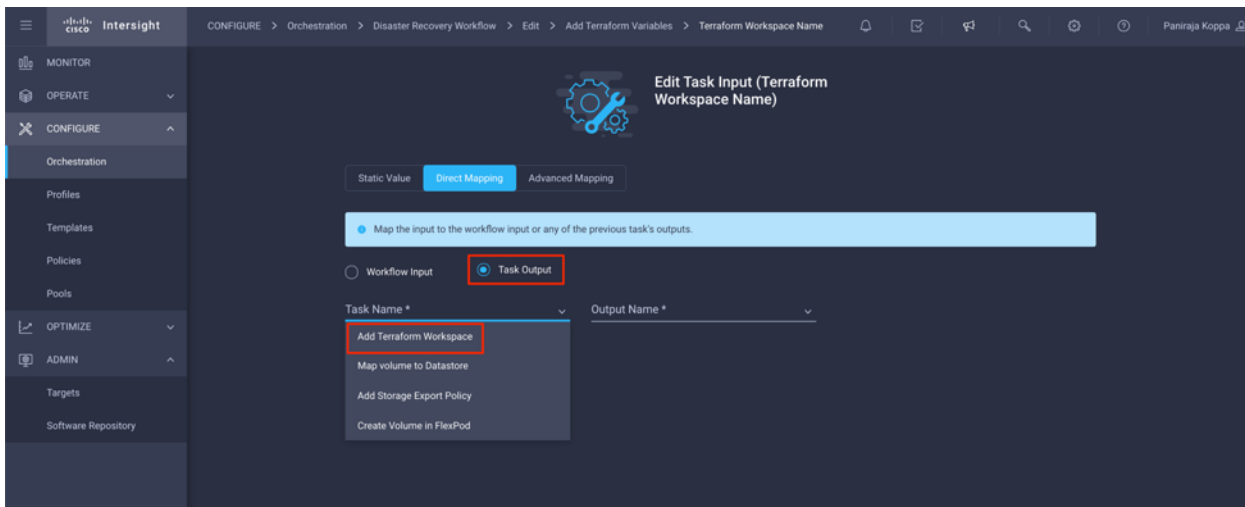 cisco Intersight
CONFIGURE > Orchestration > Disaster Recovery Workflow > Edit > Add Terraform Variables > Terraform Workspace Name
Paniraja Koppa
MONITOR
OPERATE
CONFIGURE
Orchestration
Profiles
Templates
Policies
Pools
OPTIMIZE
ADMIN
Targets
Software Repository
Edit Task Input (Terraform
Workspace Name)
Static Value Direct Mapping Advanced Mapping
Map the input to the workflow input or any of the previous task's outputs.
Workflow Input Task Output
Task Name * Output Name *
Add Terraform Workspace
Map volume to Datastore
Add Storage Export Policy
Create Volume in FlexPod